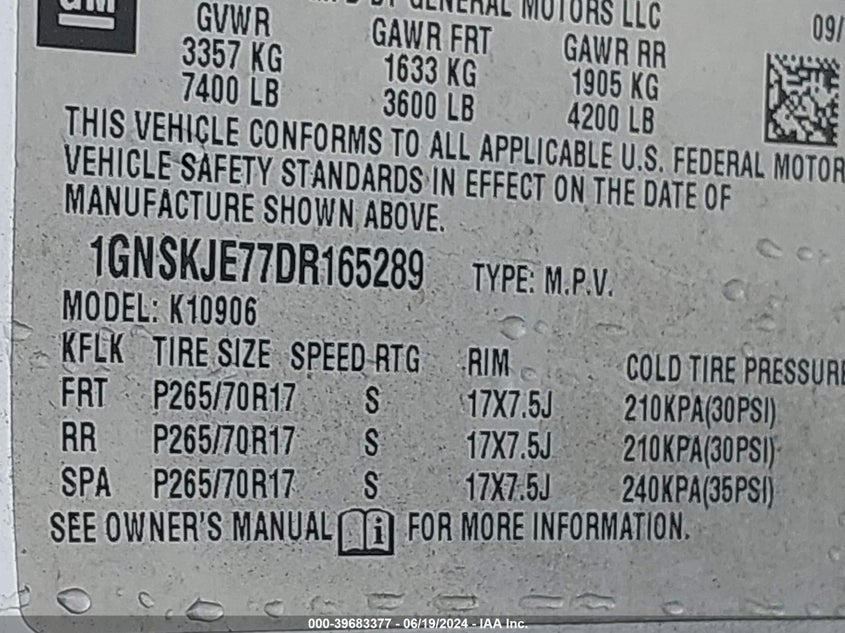 GM
BY GENERAL MOTORS LLC
09/
GVWR GAWR FRT GAWR RR
3357 KG 1633 KG 1905 KG
7400 LB 3600 LB 4200 LB
THIS VEHICLE CONFORMS TO ALL APPLICABLE U.S. FEDERAL MOTOR
VEHICLE SAFETY STANDARDS IN EFFECT ON THE DATE OF
MANUFACTURE SHOWN ABOVE.
1GNSKJE77DR165289 TYPE: M.P.V.
MODEL: K10906
KFLK TIRE SIZE SPEED RTG RIM COLD TIRE PRESSURE
FRT P265/70R17 S 17X7.5J 210KPA(30PSI)
RR P265/70R17 S 17X7.5J 210KPA(30PSI)
SPA P265/70R17 S 17X7.5J 240KPA(35PSI)
SEE OWNER'S MANUAL i FOR MORE INFORMATION.
000-39683377 - 06/19/2024 - IAA Inc.